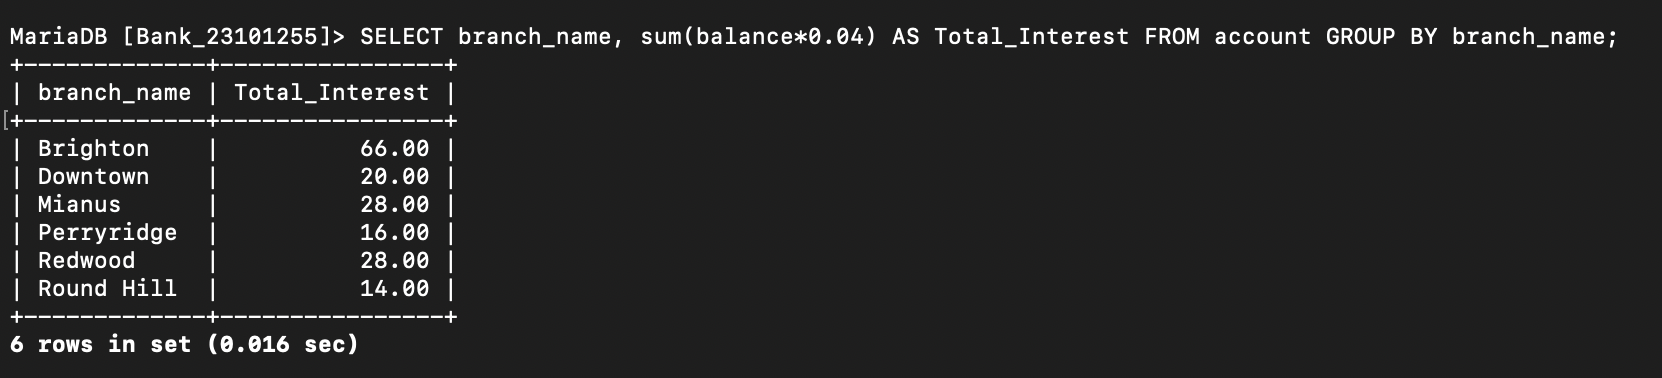 MariaDB [Bank_23101255]> SELECT branch_name, sum(balance*0.04) AS Total_Interest FROM account GROUP BY branch_name;
+-------------+----------------+
| branch_name | Total_Interest |
[+-------------+----------------+
| Brighton    |          66.00 |
| Downtown    |          20.00 |
| Mianus      |          28.00 |
| Perryridge  |          16.00 |
| Redwood     |          28.00 |
| Round Hill  |          14.00 |
+-------------+----------------+
6 rows in set (0.016 sec)